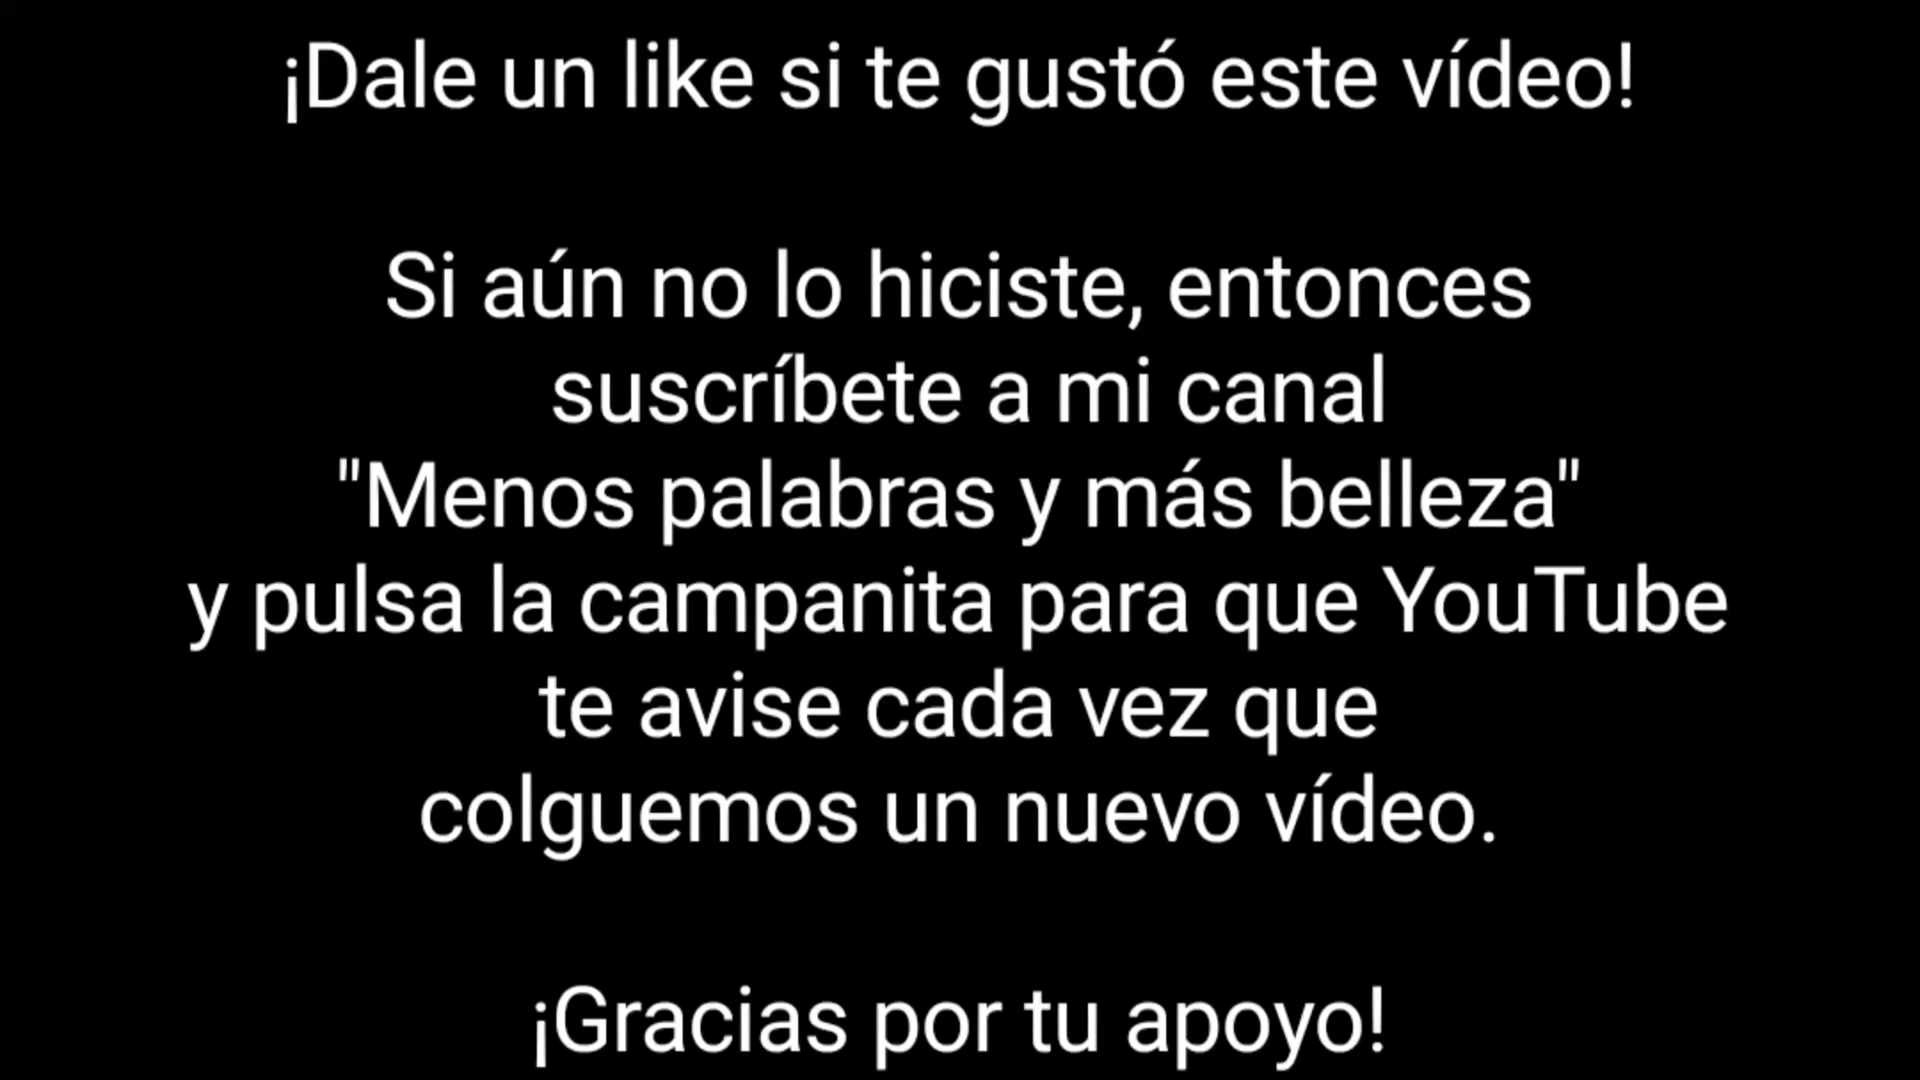 ¡Dale un like si te gustó este vídeo!
Si aún no lo hiciste, entonces
suscríbete a mi canal
"Menos palabras y más belleza"
y pulsa la campanita para que YouTube
te avise cada vez que
colguemos un nuevo vídeo.
¡Gracias por tu apoyo!